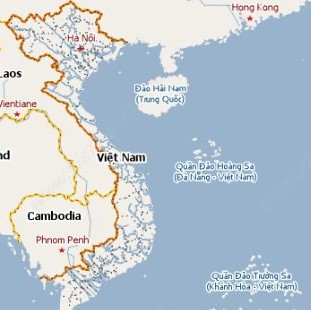 Hong Kong
Hà Nội
Laos
Đảo Hải Nam
(Trung Quốc)
Vientiane
nd
Việt Nam
Quần Đảo Hoàng Sa
(Đà Nẵng - Việt Nam)
Cambodia
Phnom Penh
Quần Đảo Trường Sa
(Khánh Hòa - Việt Nam)